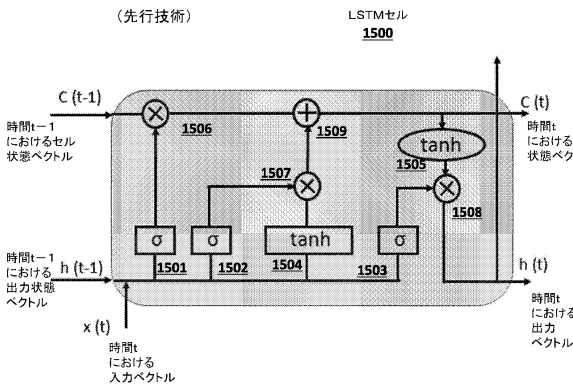 （先行技術）
LSTMセル
1500
C (t-1)
時間t－1
におけるセル
状態ベクトル
1506
1509
C (t)
時間t
における
状態ベク
tanh
1505
1507
1508
σ
σ
tanh
σ
1501
1502
1504
1503
h (t-1)
時間t－1
における
出力状態
ベクトル
h (t)
時間t
における
出力
ベクトル
x (t)
時間t
における
入力ベクトル